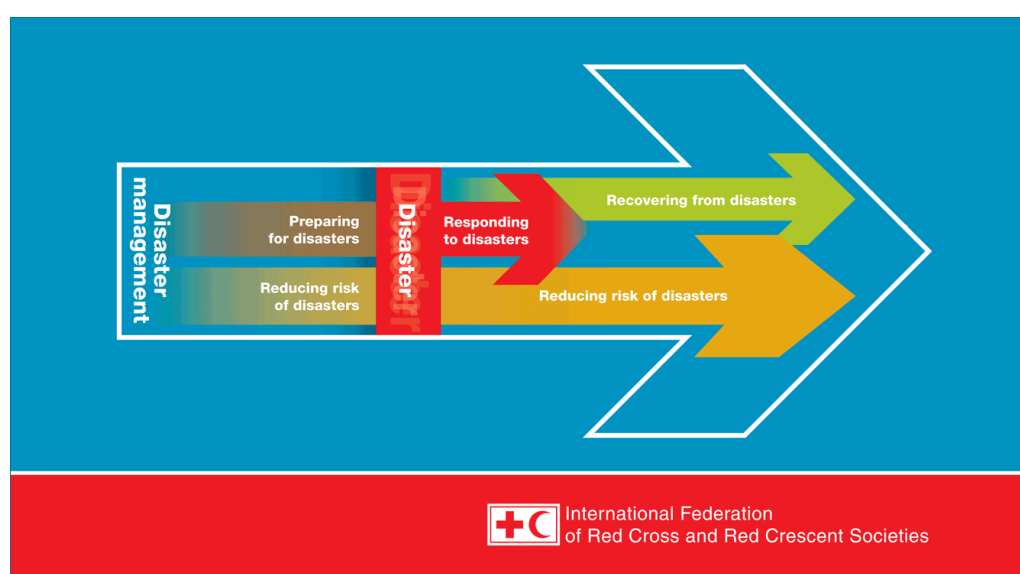 Disaster
management
Preparing
for disasters
Reducing risk
of disasters
Disaster
Disaster
Responding
to disasters
Recovering from disasters
Reducing risk of disasters
International Federation
of Red Cross and Red Crescent Societies